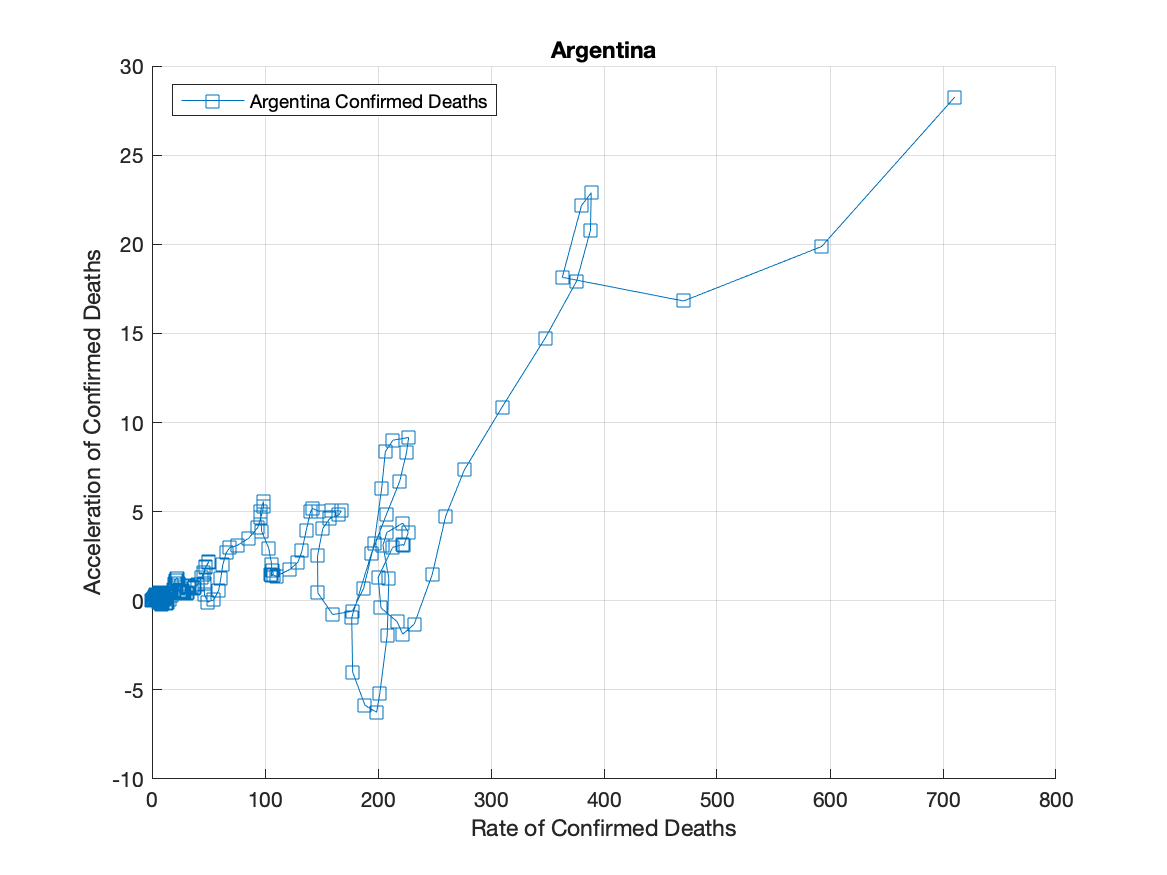 Argentina
30
Argentina Confirmed Deaths
25
20
15
10
5
0
-5
-10
Acceleration of Confirmed Deaths
0 100 200 300 400 500 600 700 800
Rate of Confirmed Deaths